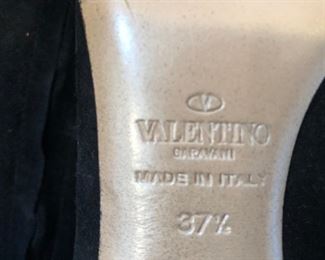 V
VALENTINO
GARAVANI
MADE IN ITALY
37½